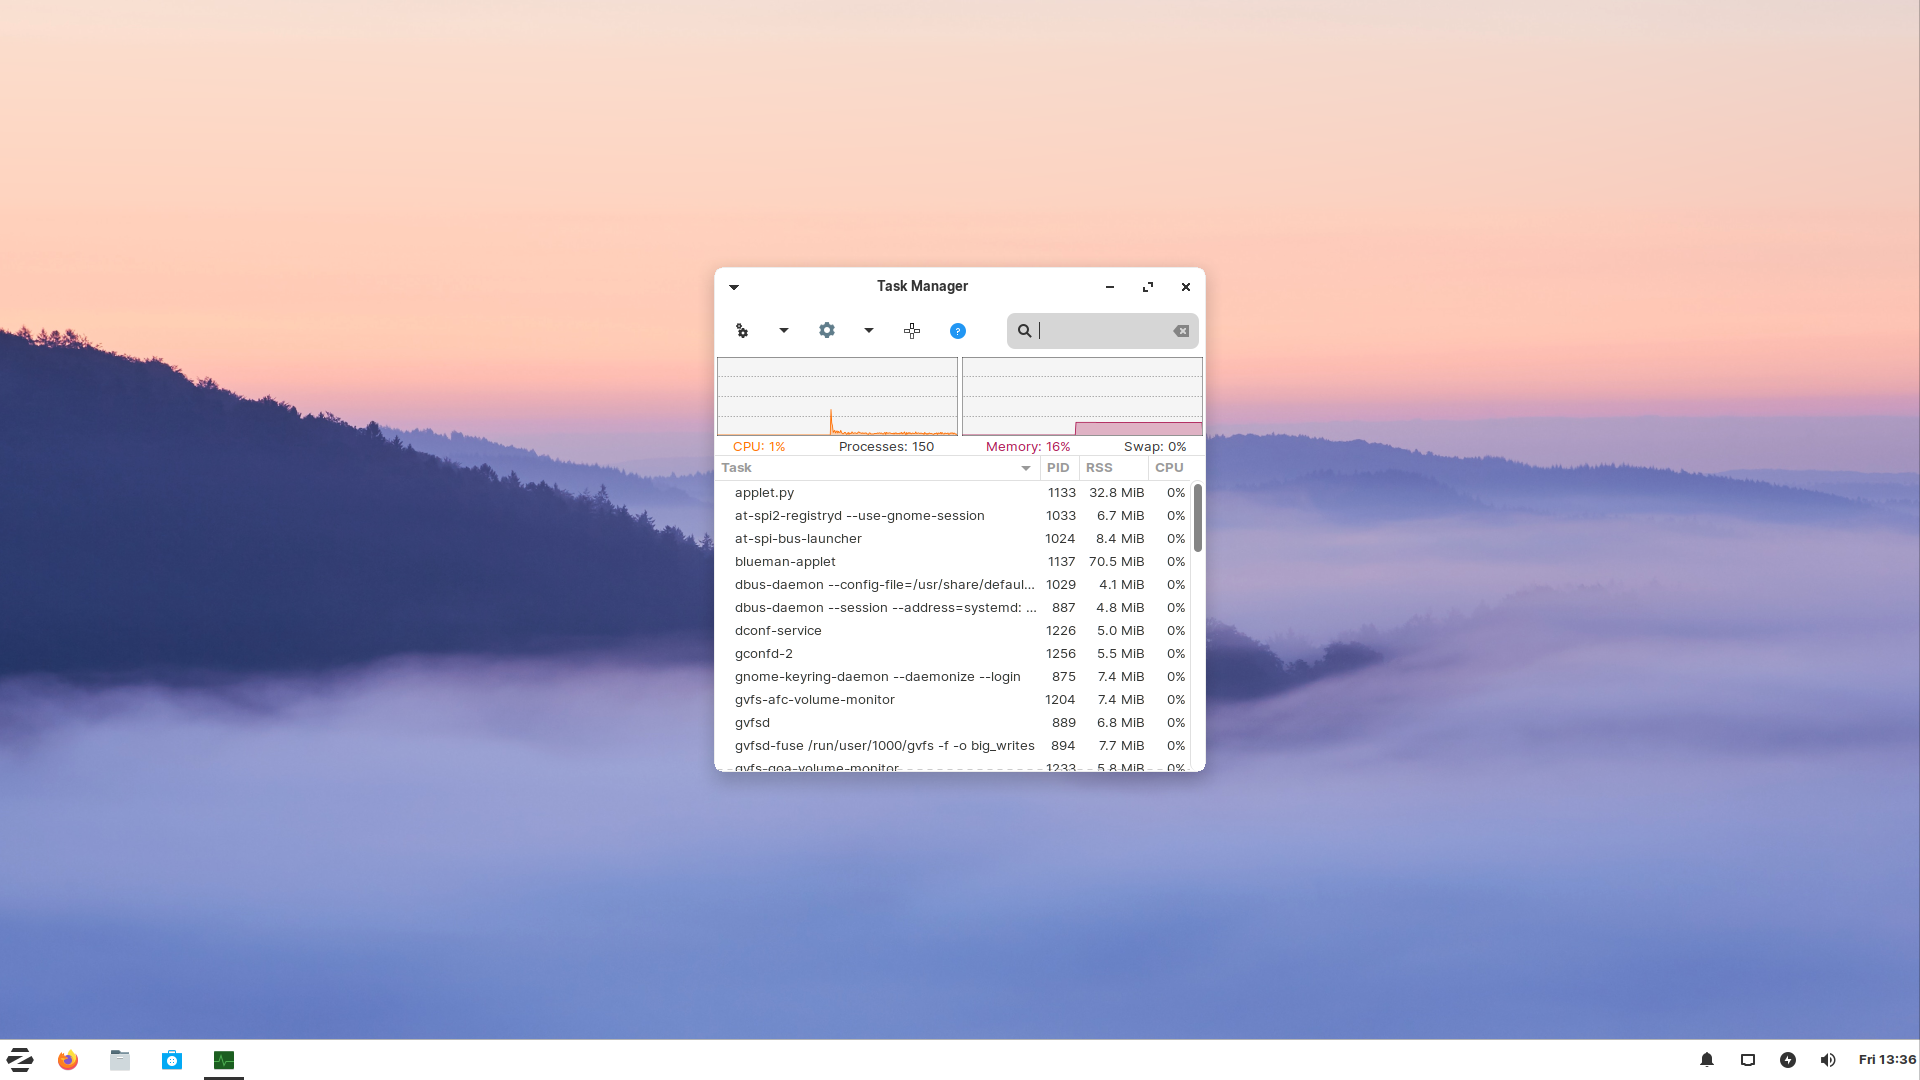 Task Manager
CPU: 1% Processes: 150 Memory: 16% Swap: 0%
Task PID RSS CPU
applet.py 1133 32.8 MiB 0%
at-spi2-registryd --use-gnome-session 1033 6.7 MiB 0%
at-spi-bus-launcher 1024 8.4 MiB 0%
blueman-applet 1137 70.5 MiB 0%
dbus-daemon --config-file=/usr/share/defaul... 1029 4.1 MiB 0%
dbus-daemon --session --address=systemd: ... 887 4.8 MiB 0%
dconf-service 1226 5.0 MiB 0%
gconfd-2 1256 5.5 MiB 0%
gnome-keyring-daemon --daemonize --login 875 7.4 MiB 0%
gvfs-afc-volume-monitor 1204 7.4 MiB 0%
gvfsd 889 6.8 MiB 0%
gvfsd-fuse /run/user/1000/gvfs -f -o big_writes 894 7.7 MiB 0%
gvfs-goa-volume-monitor 1233 5.8 MiB 0%
Fri 13:36